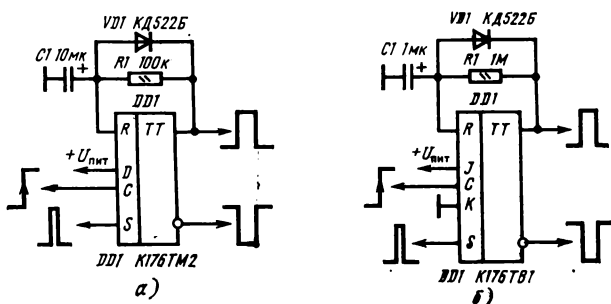 VD1 КД522Б
C1 10мк
+
R1 100к
DD1
R
TT
+Uпит
D
C
S
DD1 К176ТМ2
а)
VD1 КД522Б
C1 1мк
+
R1 1М
DD1
R
TT
+Uпит
J
C
K
S
DD1 К176ТВ1
б)